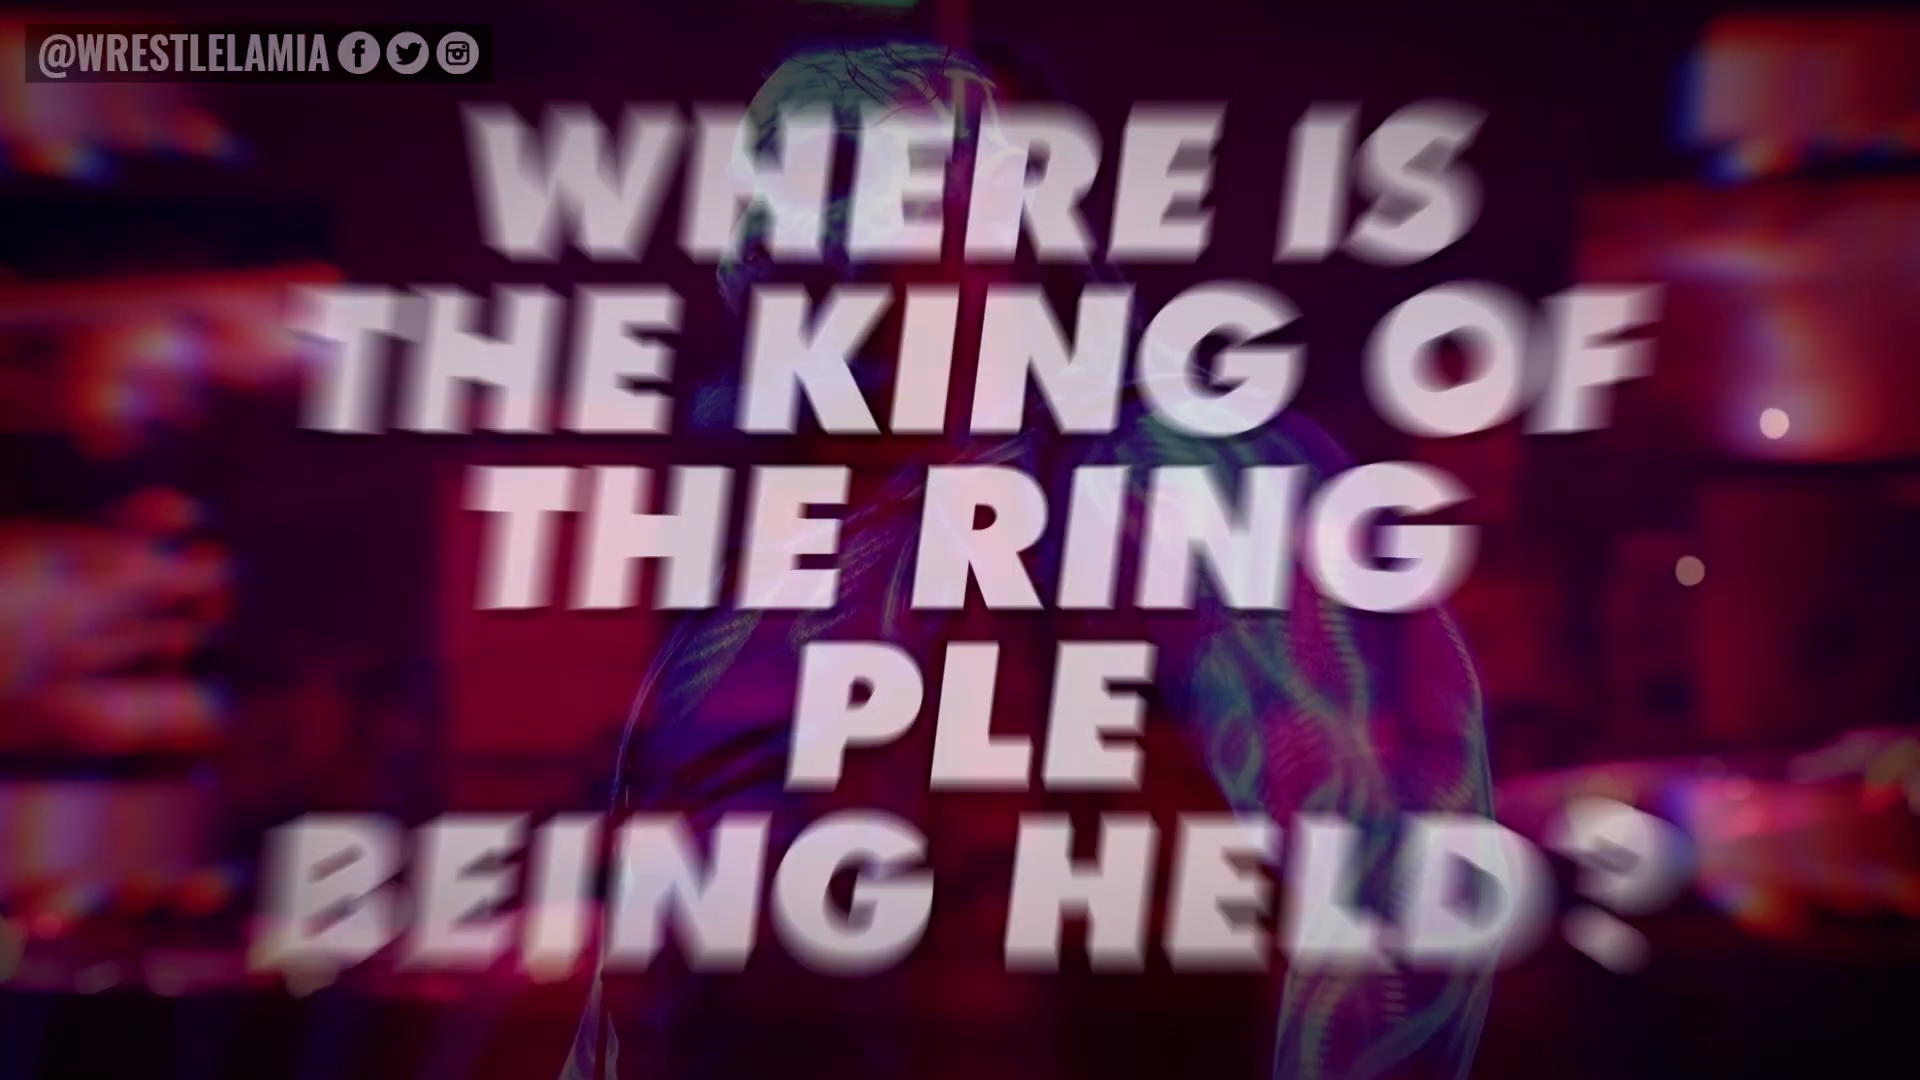 @WRESTLELAMIA
WHERE IS
THE KING OF
THE RING
PLE
BEING HELD?